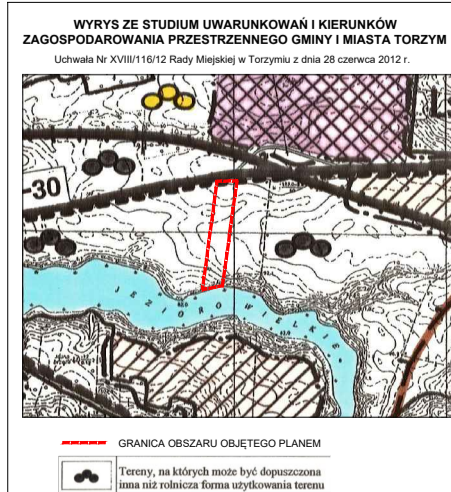 WYRYS ZE STUDIUM UWARUNKOWAŃ I KIERUNKÓW
ZAGOSPODAROWANIA PRZESTRZENNEGO GMINY I MIASTA TORZYM
Uchwała Nr XVIII/116/12 Rady Miejskiej w Torzymiu z dnia 28 czerwca 2012 r.
-30
JEZIORO WIELKIE
GRANICA OBSZARU OBJĘTEGO PLANEM
Tereny, na których może być dopuszczona
inna niż rolnicza forma użytkowania terenu